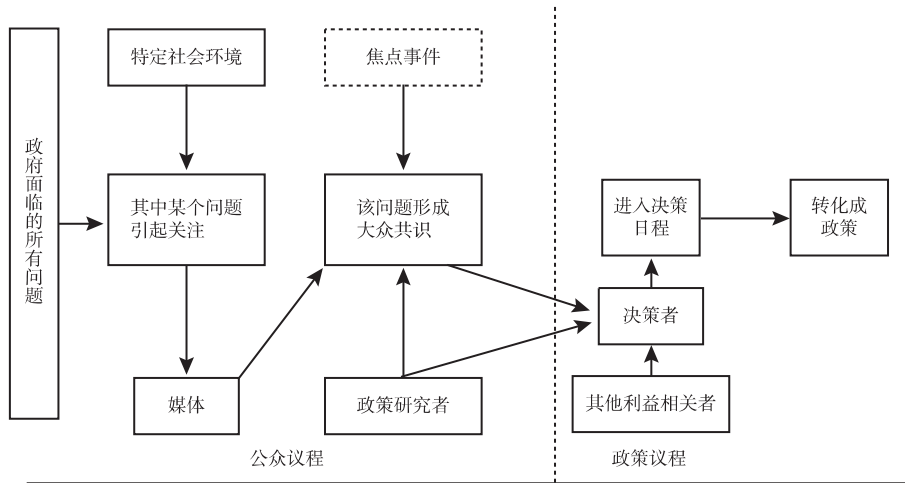 政府面临的所有问题
特定社会环境
焦点事件
其中某个问题
引起关注
该问题形成
大众共识
进入决策
日程
转化成
政策
决策者
媒体
政策研究者
其他利益相关者
公众议程
政策议程